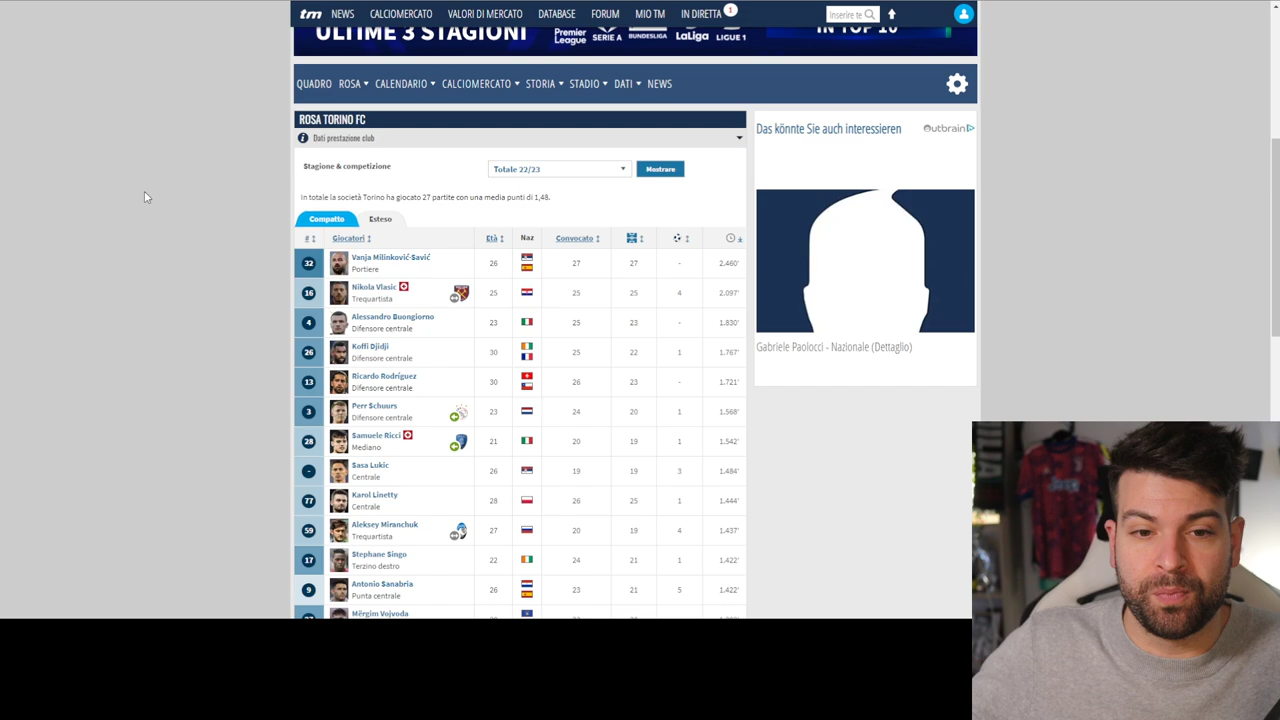 tm NEWS CALCIOMERCATO VALORI DI MERCATO DATABASE FORUM MIO TM IN DIRETTA 1 Inserire te
ULTIME 3 STAGIONI Premier League SERIE A BUNDESLIGA LaLiga LIGUE 1 IN TOP 10
QUADRO ROSA CALENDARIO CALCIOMERCATO STORIA STADIO DATI NEWS
ROSA TORINO FC
Dati prestazione club
Stagione & competizione Totale 22/23 Mostrare
In totale la società Torino ha giocato 27 partite con una media punti di 1,48.
Compatto Esteso
# Giocatori Età Naz Convocato
32 Vanja Milinković-Savić 26 27 27 - 2.460'
Portiere
16 Nikola Vlasic 25 25 25 4 2.097'
Trequartista
4 Alessandro Buongiorno 23 25 23 - 1.830'
Difensore centrale
26 Koffi Djidji 30 25 22 1 1.767'
Difensore centrale
13 Ricardo Rodríguez 30 26 23 - 1.721'
Difensore centrale
3 Perr Schuurs 23 24 20 1 1.568'
Difensore centrale
28 Samuele Ricci 21 20 19 1 1.542'
Mediano
- Sasa Lukic 26 19 19 3 1.484'
Centrale
77 Karol Linetty 28 26 25 1 1.444'
Centrale
59 Aleksey Miranchuk 27 20 19 4 1.437'
Trequartista
17 Stephane Singo 22 24 21 1 1.422'
Terzino destro
9 Antonio Sanabria 26 23 21 5 1.422'
Punta centrale
Mërgim Vojvoda
Das könnte Sie auch interessieren
Outbrain
Gabriele Paolocci - Nazionale (Dettaglio)